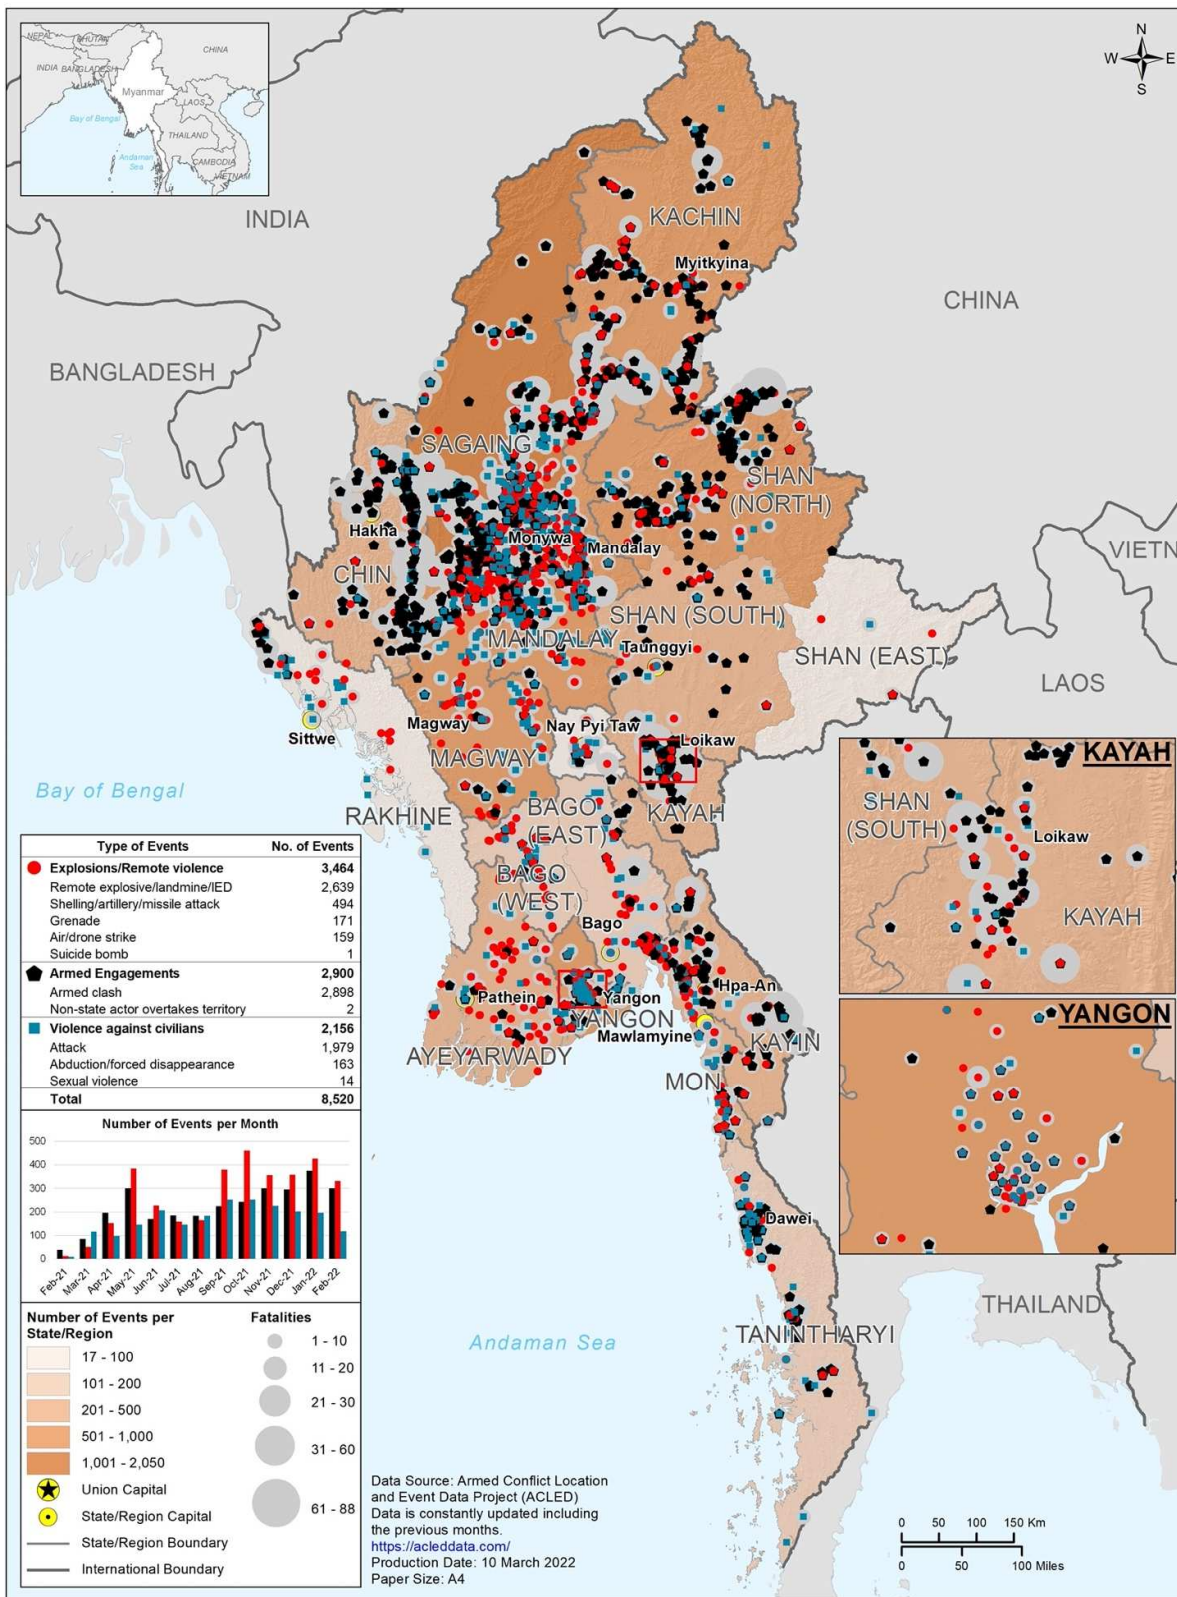 NEPAL
BHUTAN
CHINA
INDIA
BANGLADESH
Myanmar
LAOS
Bay of Bengal
THAILAND
Andaman
Sea
CAMBODIA
VIETNAM
N
W
E
S
INDIA
KACHIN
Myitkyina
CHINA
BANGLADESH
SAGAING
SHAN
(NORTH)
Hakha
Monywa
Mandalay
VIETN
CHIN
SHAN (SOUTH)
MANDALAY
Taunggyi
SHAN (EAST)
LAOS
Sittwe
Magway
Nay Pyi Taw
Loikaw
MAGWAY
Bay of Bengal
RAKHINE
BAGO
(EAST)
KAYAH
BAGO
(WEST)
Bago
Hpa-An
Pathein
Yangon
YANGON
Mawlamyine
KAYIN
AYEYARWADY
MON
Dawei
TANINTHARYI
Andaman Sea
THAILAND
KAYAH
SHAN
(SOUTH)
Loikaw
KAYAH
YANGON
Type of Events No. of Events
Explosions/Remote violence 3,464
Remote explosive/landmine/IED 2,639
Shelling/artillery/missile attack 494
Grenade 171
Air/drone strike 159
Suicide bomb 1
Armed Engagements 2,900
Armed clash 2,898
Non-state actor overtakes territory 2
Violence against civilians 2,156
Attack 1,979
Abduction/forced disappearance 163
Sexual violence 14
Total 8,520
Number of Events per Month
500
400
300
200
100
0
Feb-21 Mar-21 Apr-21 May-21 Jun-21 Jul-21 Aug-21 Sep-21 Oct-21 Nov-21 Dec-21 Jan-22 Feb-22
Number of Events per
State/Region
17 - 100
101 - 200
201 - 500
501 - 1,000
1,001 - 2,050
Union Capital
State/Region Capital
State/Region Boundary
International Boundary
Fatalities
1 - 10
11 - 20
21 - 30
31 - 60
61 - 88
Data Source: Armed Conflict Location
and Event Data Project (ACLED)
Data is constantly updated including
the previous months.
https://acleddata.com/
Production Date: 10 March 2022
Paper Size: A4
0 50 100 150 Km
0 50 100 Miles